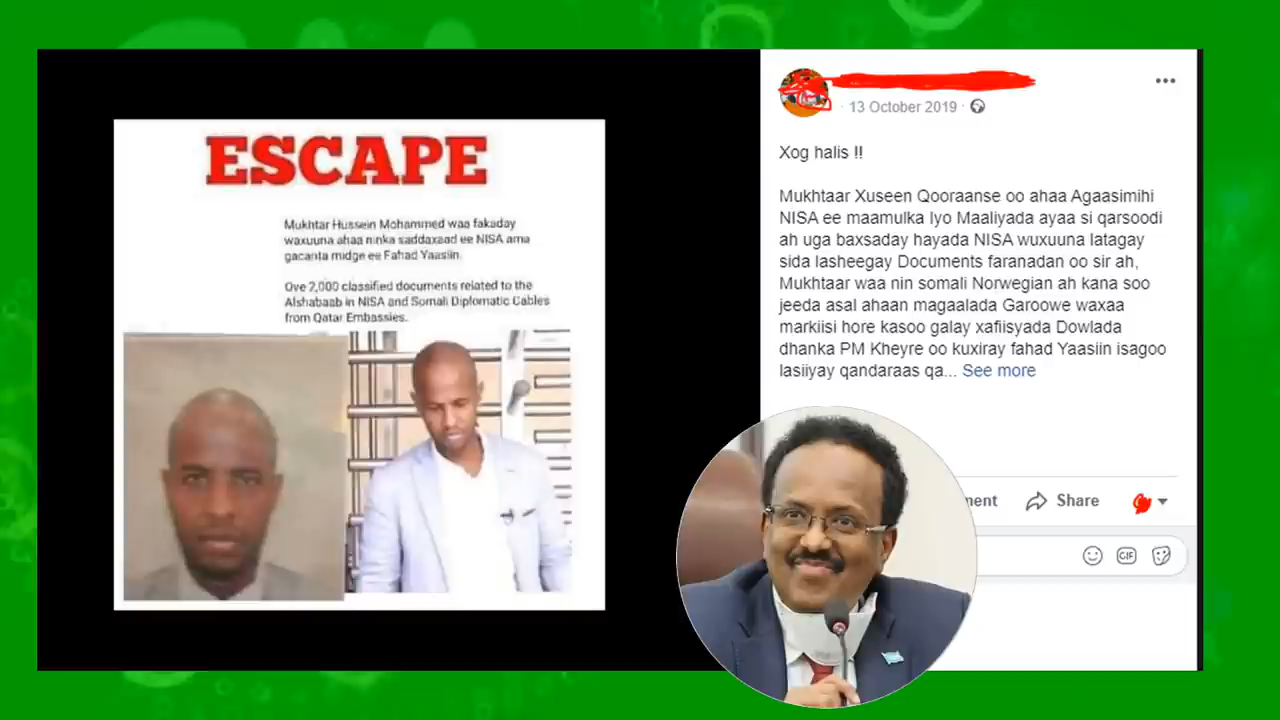 ESCAPE
Mukhtar Hussein Mohammed waa fakaday
waxuuna ahaa ninka saddaxaad ee NISA ama
gacanta midge ee Fahad Yaasiin.
Ove 2,000 classified documents related to the
Alshabaab in NISA and Somali Diplomatic Cables
from Qatar Embassies.
13 October 2019
Xog halis !!
Mukhtaar Xuseen Qooraanse oo ahaa Agaasimihi
NISA ee maamulka Iyo Maaliyada ayaa si qarsoodi
ah uga baxsaday hayada NISA wuxuuna latagay
sida lasheegay Documents faranadan oo sir ah,
Mukhtaar waa nin somali Norwegian ah kana soo
jeeda asal ahaan magaalada Garoowe waxaa
markiisi hore kasoo galay xafiisyada Dowlada
dhanka PM Kheyre oo kuxiray fahad Yaasiin isagoo
lasiiyay qandaraas qa... See more
ment Share
GIF